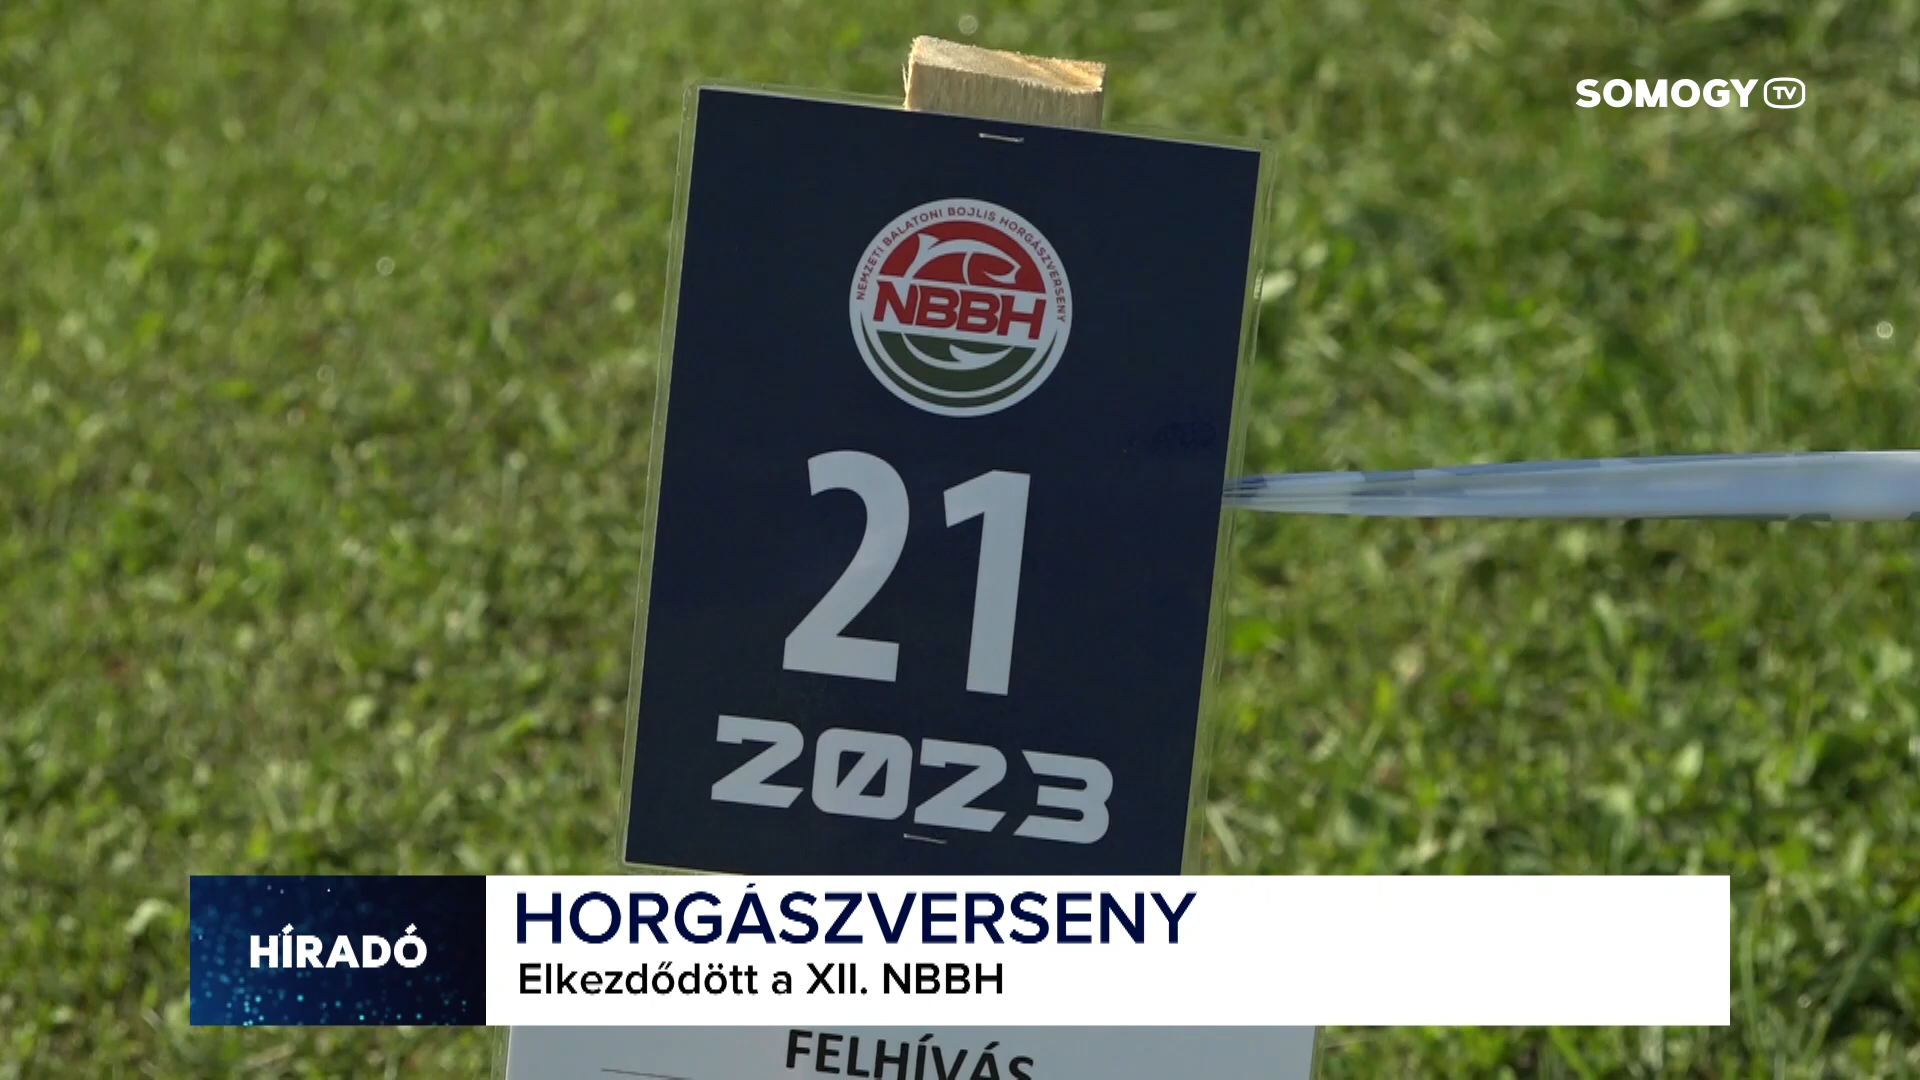 SOMOGY TV
NEMZETI BALATONI BOJLIS HORGÁSZVERSENY
NBBH
21
2023
HÍRADÓ
HORGÁSZVERSENY
Elkezdődött a XII. NBBH
FELHÍVÁS